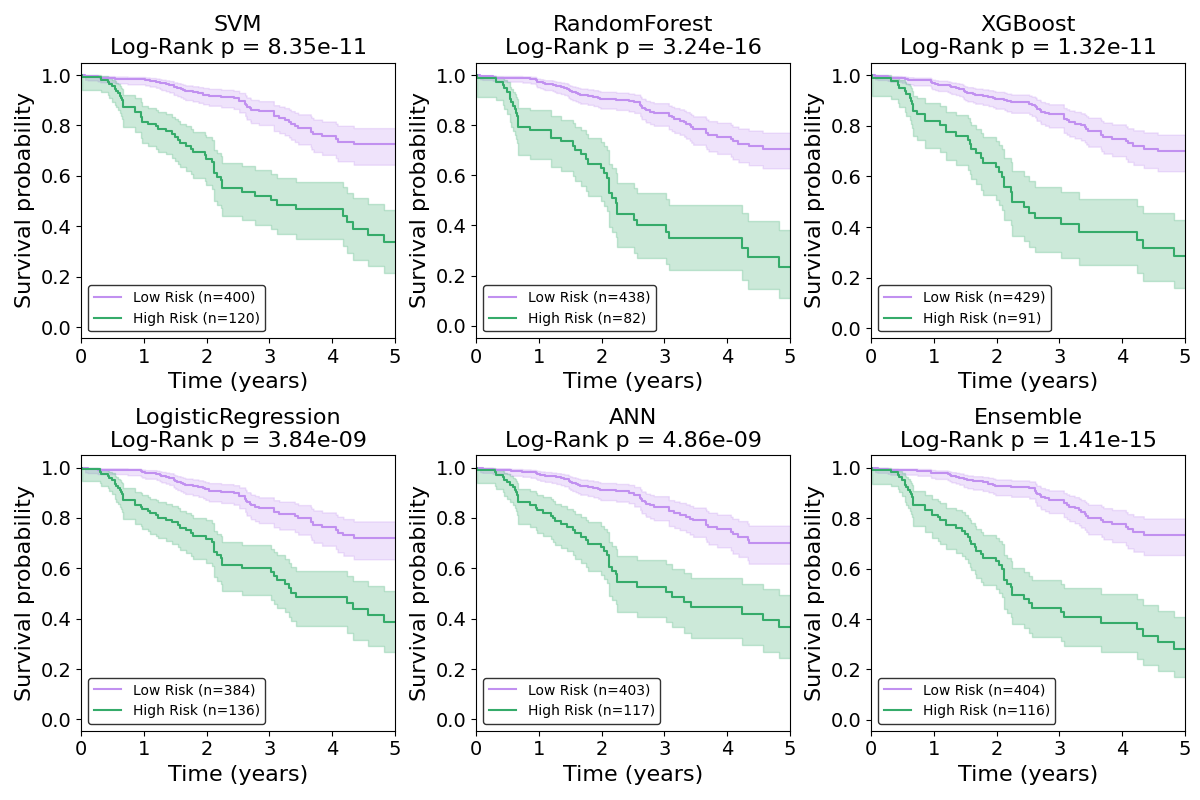 SVM
Log-Rank p = 8.35e-11
Survival probability
1.0
0.8
0.6
0.4
0.2
0.0
Low Risk (n=400)
High Risk (n=120)
0 1 2 3 4 5
Time (years)
RandomForest
Log-Rank p = 3.24e-16
Survival probability
1.0
0.8
0.6
0.4
0.2
0.0
Low Risk (n=438)
High Risk (n=82)
0 1 2 3 4 5
Time (years)
XGBoost
Log-Rank p = 1.32e-11
Survival probability
1.0
0.8
0.6
0.4
0.2
0.0
Low Risk (n=429)
High Risk (n=91)
0 1 2 3 4 5
Time (years)
LogisticRegression
Log-Rank p = 3.84e-09
Survival probability
1.0
0.8
0.6
0.4
0.2
0.0
Low Risk (n=384)
High Risk (n=136)
0 1 2 3 4 5
Time (years)
ANN
Log-Rank p = 4.86e-09
Survival probability
1.0
0.8
0.6
0.4
0.2
0.0
Low Risk (n=403)
High Risk (n=117)
0 1 2 3 4 5
Time (years)
Ensemble
Log-Rank p = 1.41e-15
Survival probability
1.0
0.8
0.6
0.4
0.2
0.0
Low Risk (n=404)
High Risk (n=116)
0 1 2 3 4 5
Time (years)